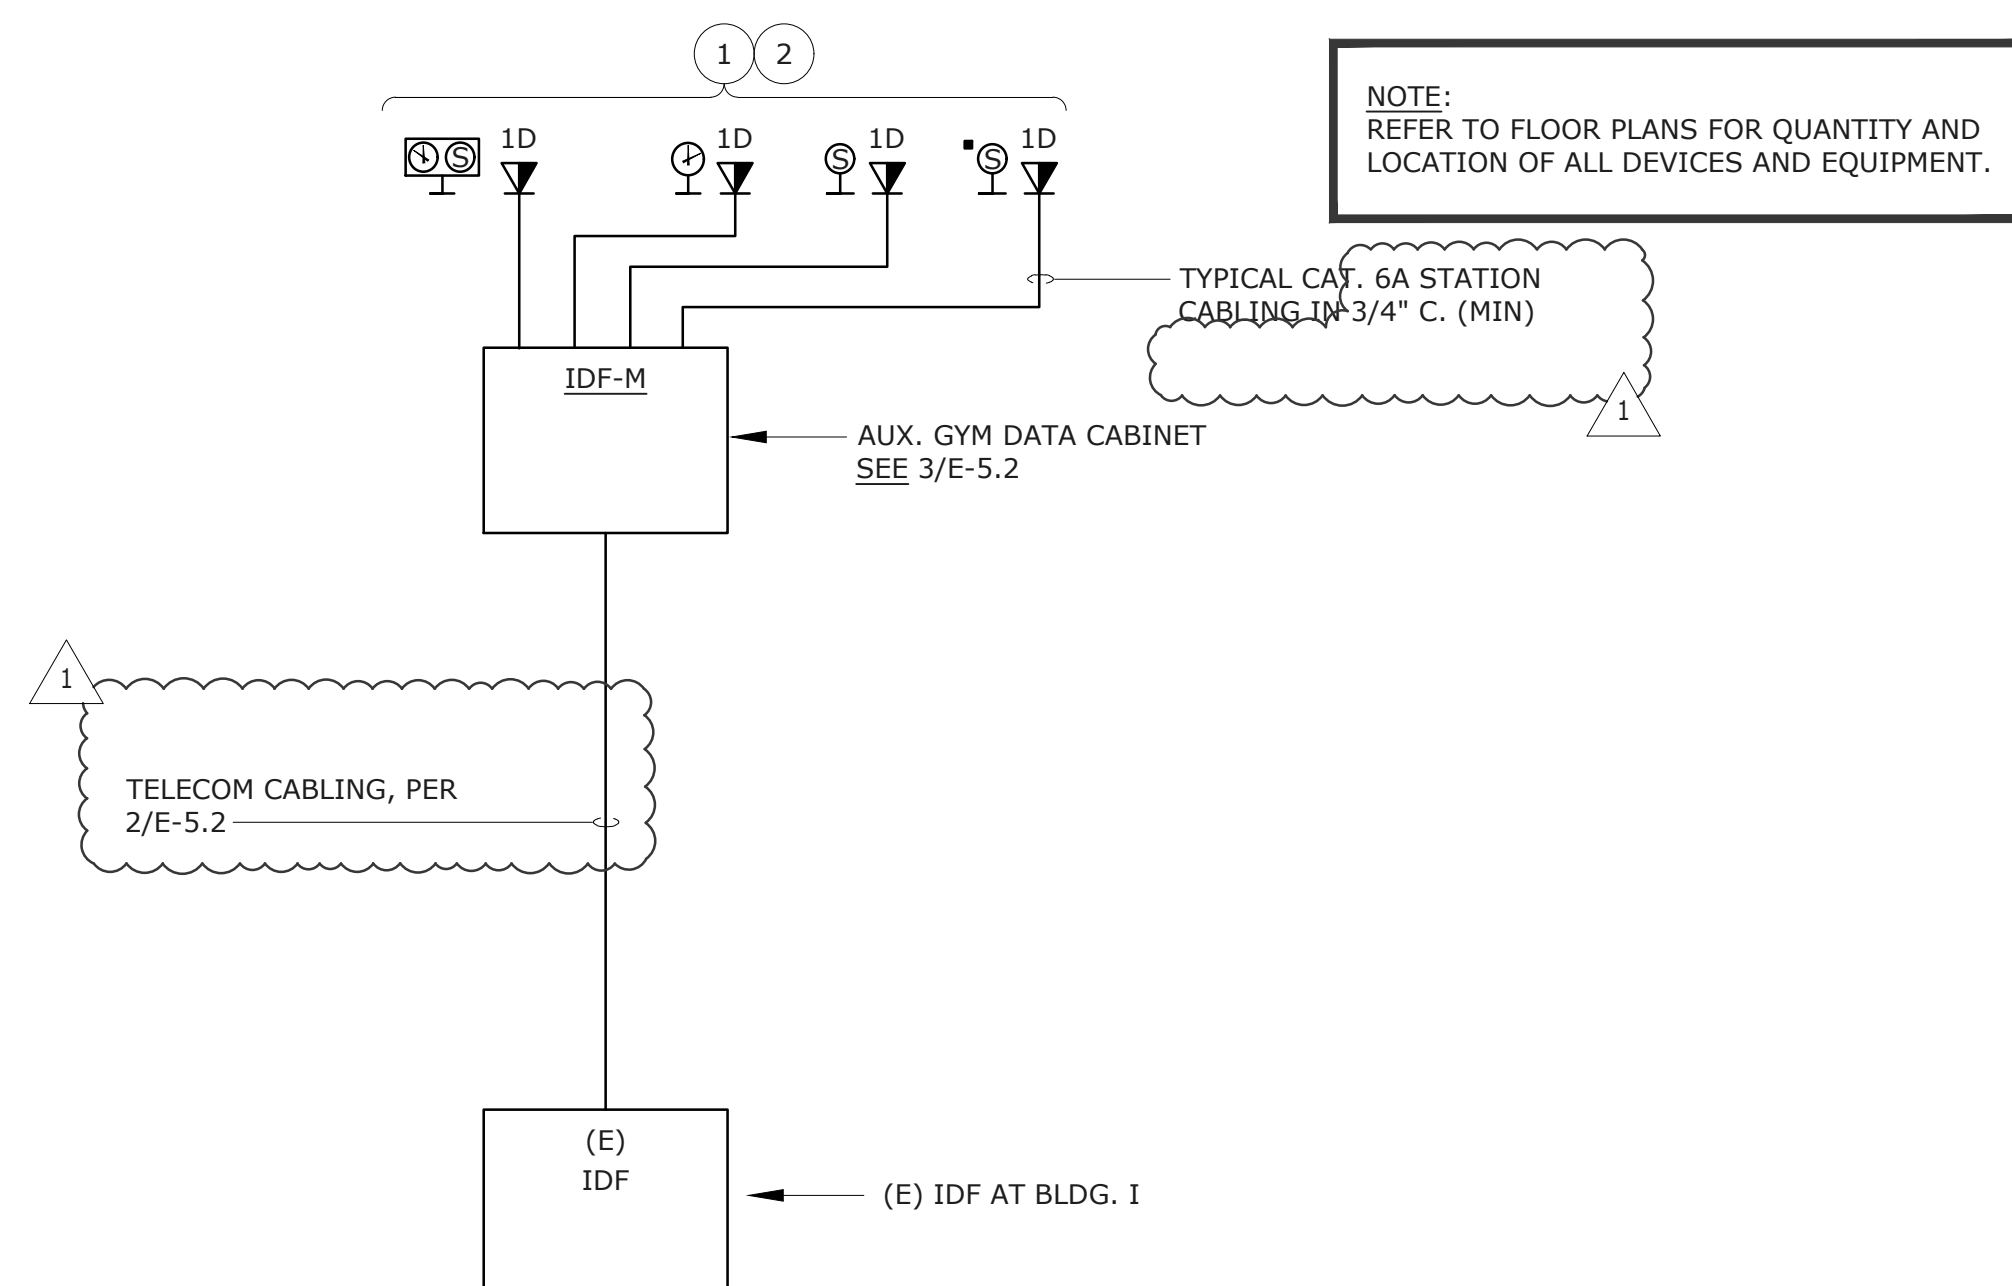 1 2
1D 1D 1D 1D
S S S
NOTE:
REFER TO FLOOR PLANS FOR QUANTITY AND
LOCATION OF ALL DEVICES AND EQUIPMENT.
TYPICAL CAT. 6A STATION
CABLING IN 3/4" C. (MIN)
1
IDF-M
AUX. GYM DATA CABINET
SEE 3/E-5.2
1
TELECOM CABLING, PER
2/E-5.2
(E)
IDF
(E) IDF AT BLDG. I